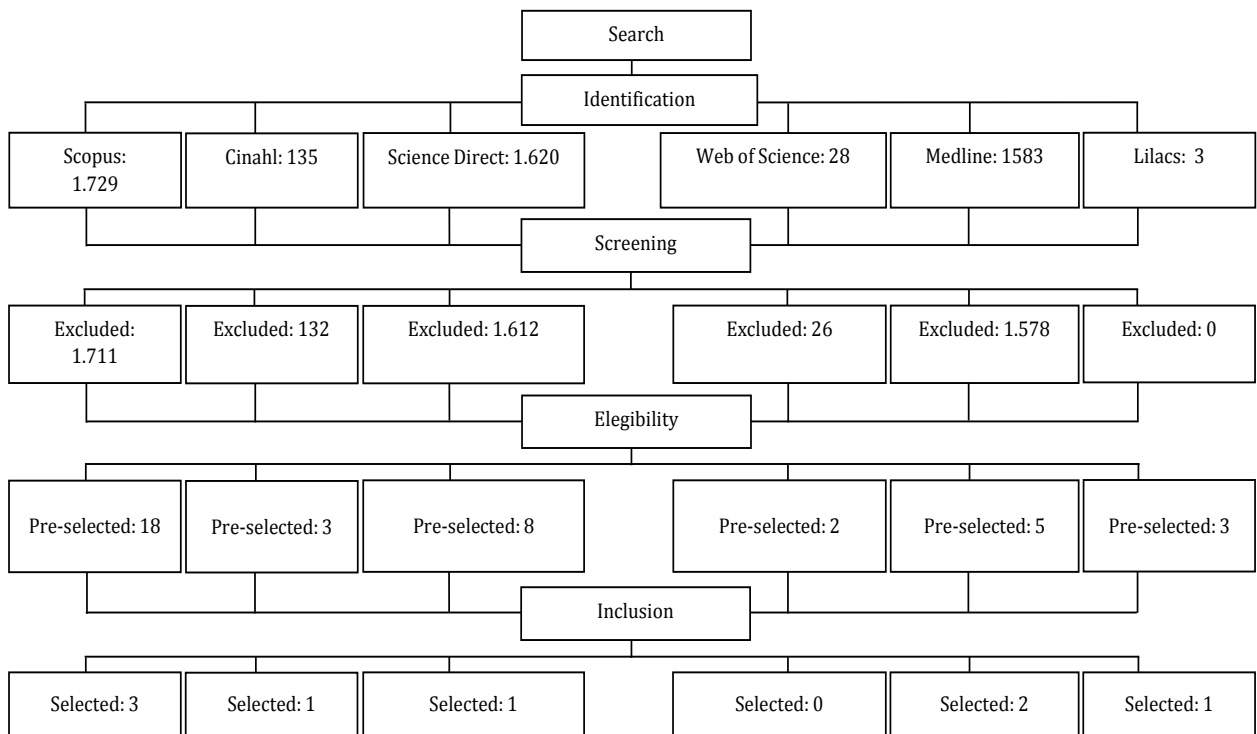 Search
Identification
Scopus:
1.729
Cinahl: 135
Science Direct: 1.620
Web of Science: 28
Medline: 1583
Lilacs: 3
Screening
Excluded:
1.711
Excluded: 132
Excluded: 1.612
Excluded: 26
Excluded: 1.578
Excluded: 0
Elegibility
Pre-selected: 18
Pre-selected: 3
Pre-selected: 8
Pre-selected: 2
Pre-selected: 5
Pre-selected: 3
Inclusion
Selected: 3
Selected: 1
Selected: 1
Selected: 0
Selected: 2
Selected: 1